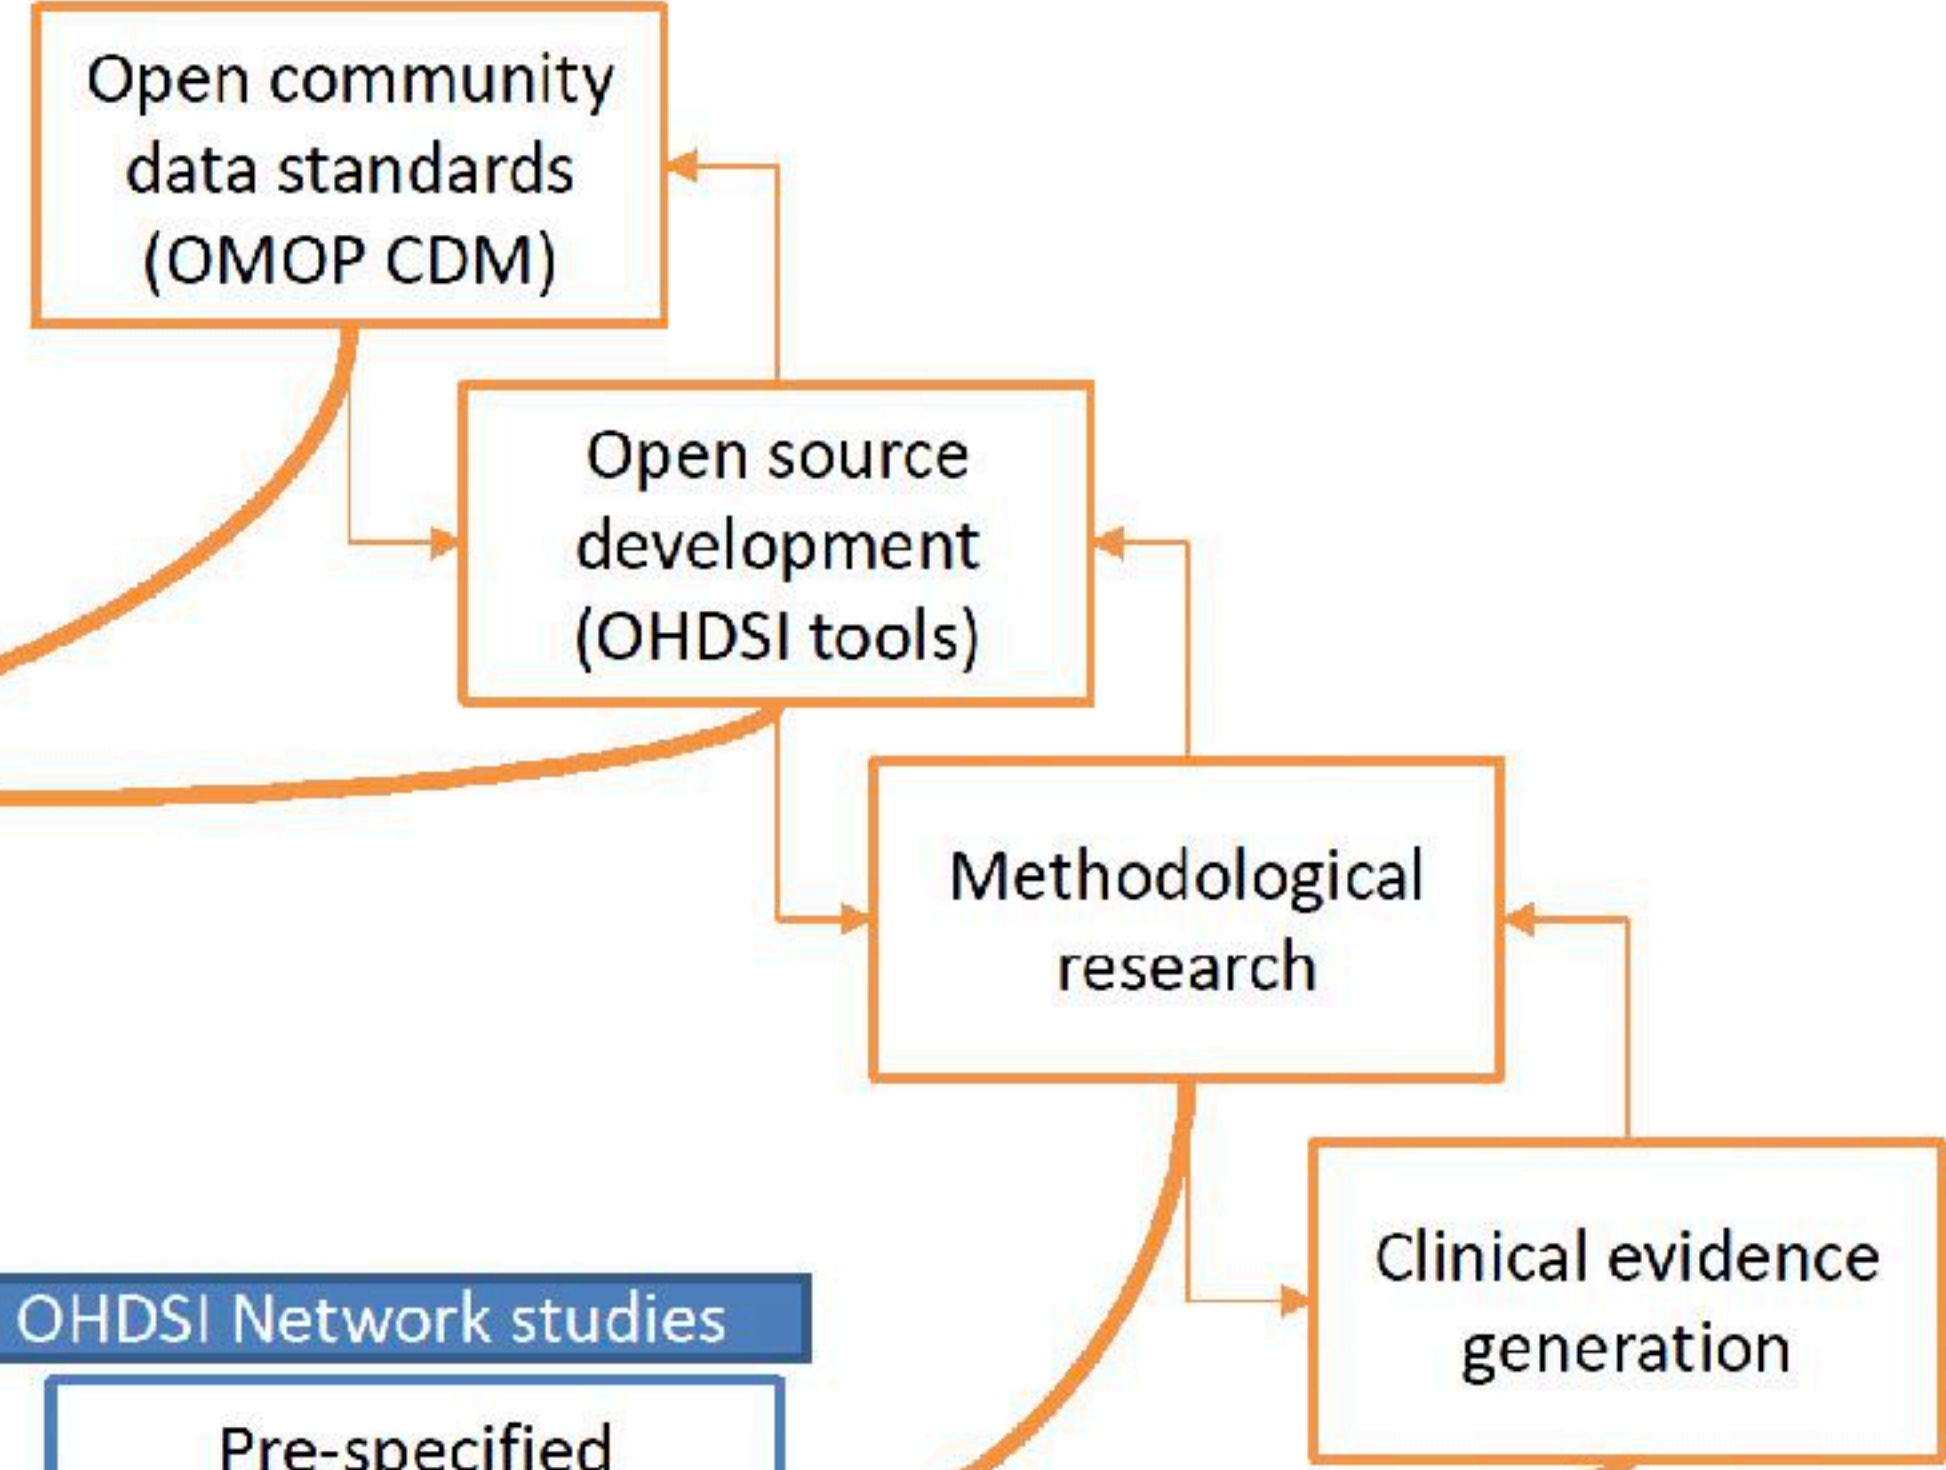 Open community
data standards
(OMOP CDM)
Open source
development
(OHDSI tools)
Methodological
research
Clinical evidence
generation
OHDSI Network studies
Pre-specified